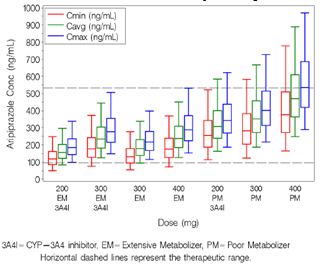 Cmin (ng/mL)
Cavg (ng/mL)
Cmax (ng/mL)
Aripiprazole Conc (ng/mL)
1000
900
800
700
600
500
400
300
200
100
0
200 300 300 400 200 300 400
EM EM EM EM PM PM PM
3A4I 3A4I 3A4I
Dose (mg)
3A4I= CYP-3A4 inhibitor, EM= Extensive Metabolizer, PM= Poor Metabolizer
Horizontal dashed lines represent the therapeutic range.